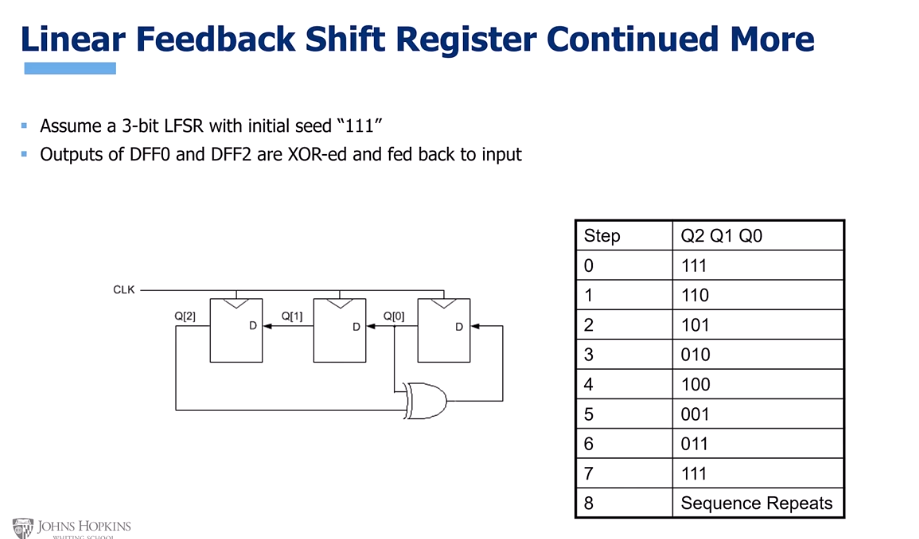 Linear Feedback Shift Register Continued More
Assume a 3-bit LFSR with initial seed “111”
Outputs of DFF0 and DFF2 are XOR-ed and fed back to input
CLK
Q[2]
D
Q[1]
D
Q[0]
D
Step Q2 Q1 Q0
0 111
1 110
2 101
3 010
4 100
5 001
6 011
7 111
8 Sequence Repeats
JOHNS HOPKINS
WHITING SCHOOL